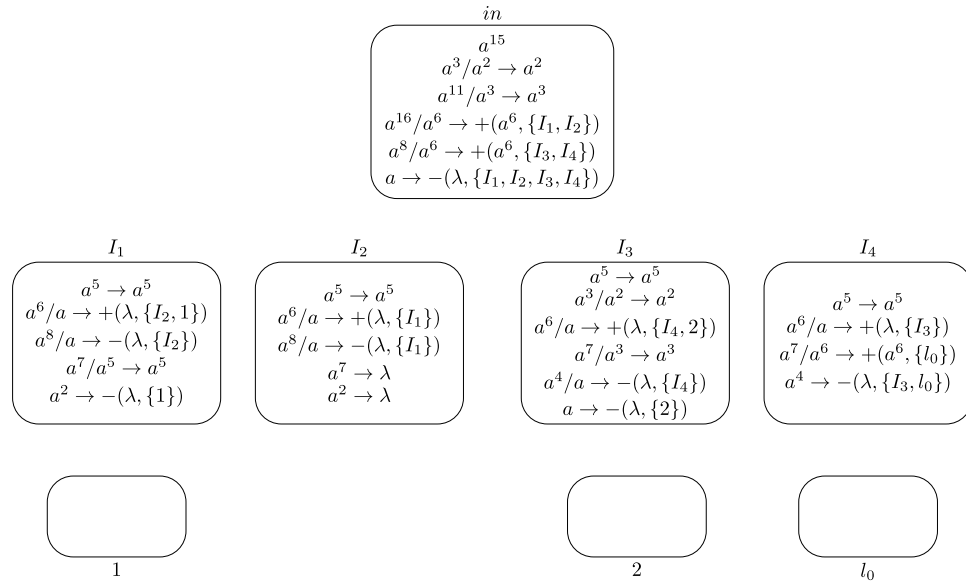 in
a^{15}
a^3/a^2 → a^2
a^{11}/a^3 → a^3
a^{16}/a^6 → +(a^6, {I_1, I_2})
a^8/a^6 → +(a^6, {I_3, I_4})
a → −(λ, {I_1, I_2, I_3, I_4})
I_1
a^5 → a^5
a^6/a → +(λ, {I_2, 1})
a^8/a → −(λ, {I_2})
a^7/a^5 → a^5
a^2 → −(λ, {1})
I_2
a^5 → a^5
a^6/a → +(λ, {I_1})
a^8/a → −(λ, {I_1})
a^7 → λ
a^2 → λ
I_3
a^5 → a^5
a^3/a^2 → a^2
a^6/a → +(λ, {I_4, 2})
a^7/a^3 → a^3
a^4/a → −(λ, {I_4})
a → −(λ, {2})
I_4
a^5 → a^5
a^6/a → +(λ, {I_3})
a^7/a^6 → +(a^6, {l_0})
a^4 → −(λ, {I_3, l_0})
1
2
l_0